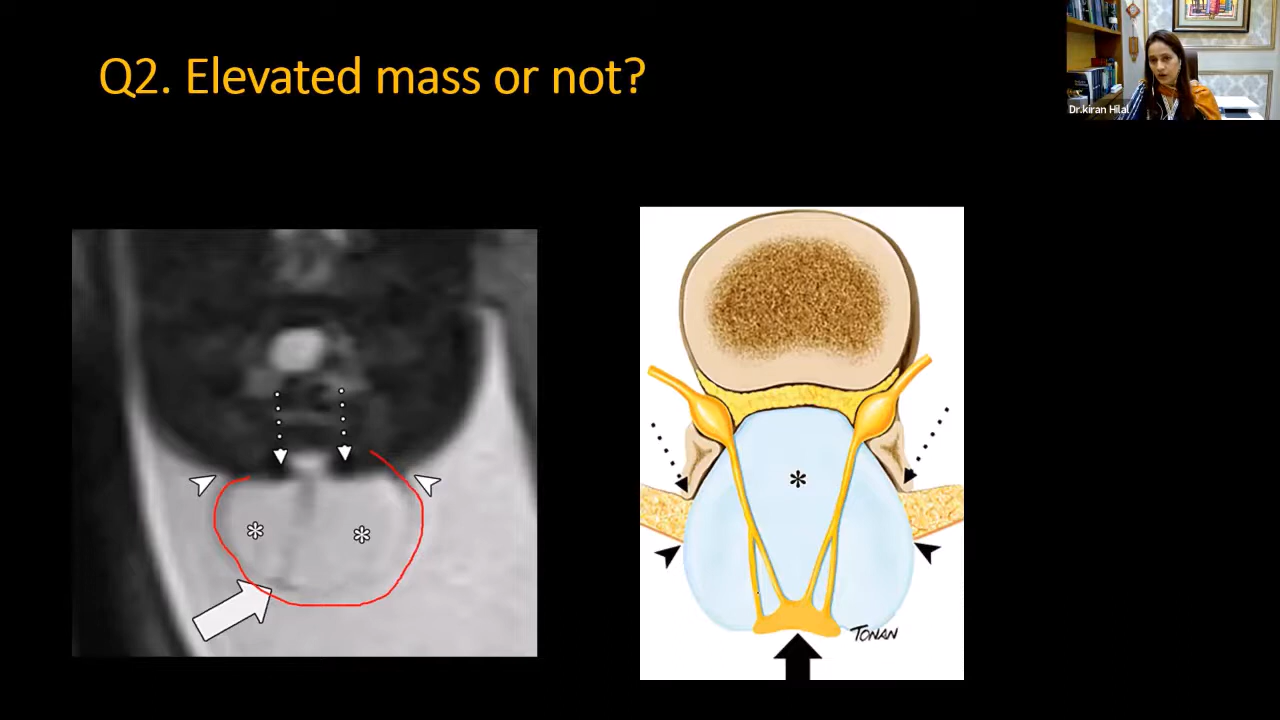 Q2. Elevated mass or not?
Dr.kiran Hilal
*
*
*
TONAN